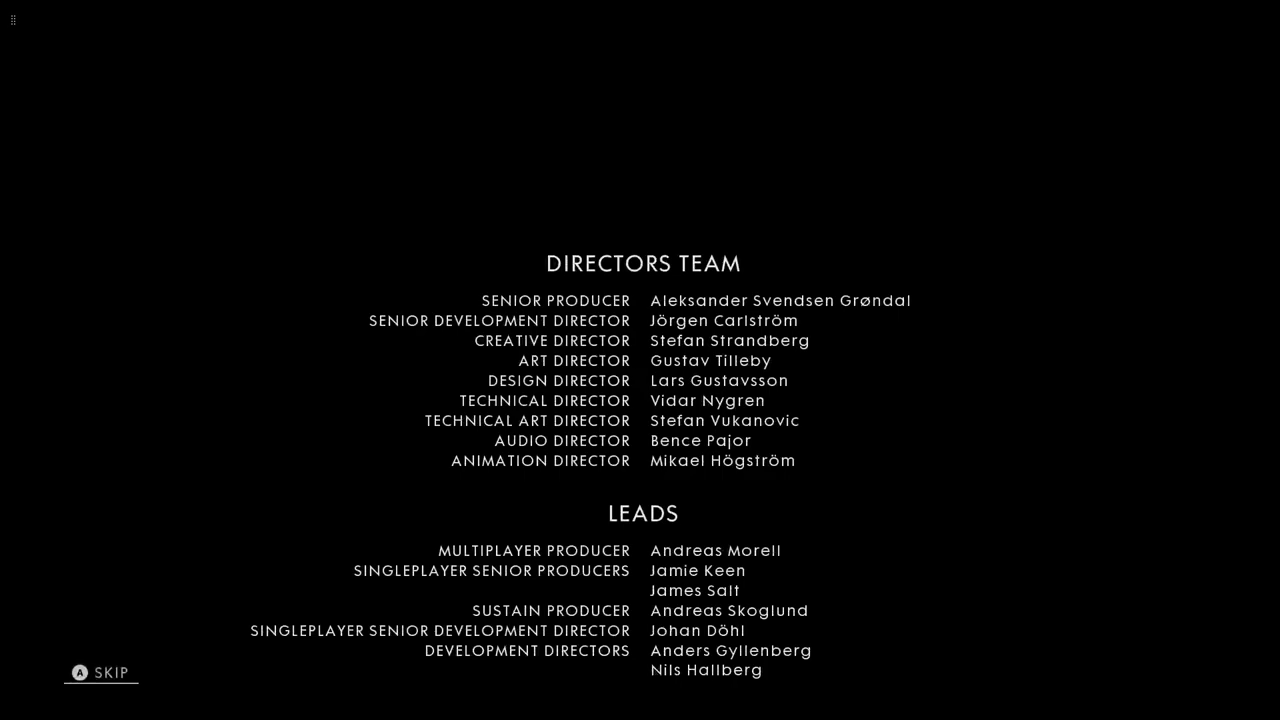 DIRECTORS TEAM
SENIOR PRODUCER Aleksander Svendsen Grøndal
SENIOR DEVELOPMENT DIRECTOR Jörgen Carlström
CREATIVE DIRECTOR Stefan Strandberg
ART DIRECTOR Gustav Tilleby
DESIGN DIRECTOR Lars Gustavsson
TECHNICAL DIRECTOR Vidar Nygren
TECHNICAL ART DIRECTOR Stefan Vukanovic
AUDIO DIRECTOR Bence Pajor
ANIMATION DIRECTOR Mikael Högström
LEADS
MULTIPLAYER PRODUCER Andreas Morell
SINGLEPLAYER SENIOR PRODUCERS Jamie Keen
James Salt
SUSTAIN PRODUCER Andreas Skoglund
SINGLEPLAYER SENIOR DEVELOPMENT DIRECTOR Johan Döhl
DEVELOPMENT DIRECTORS Anders Gyllenberg
Nils Hallberg
A SKIP